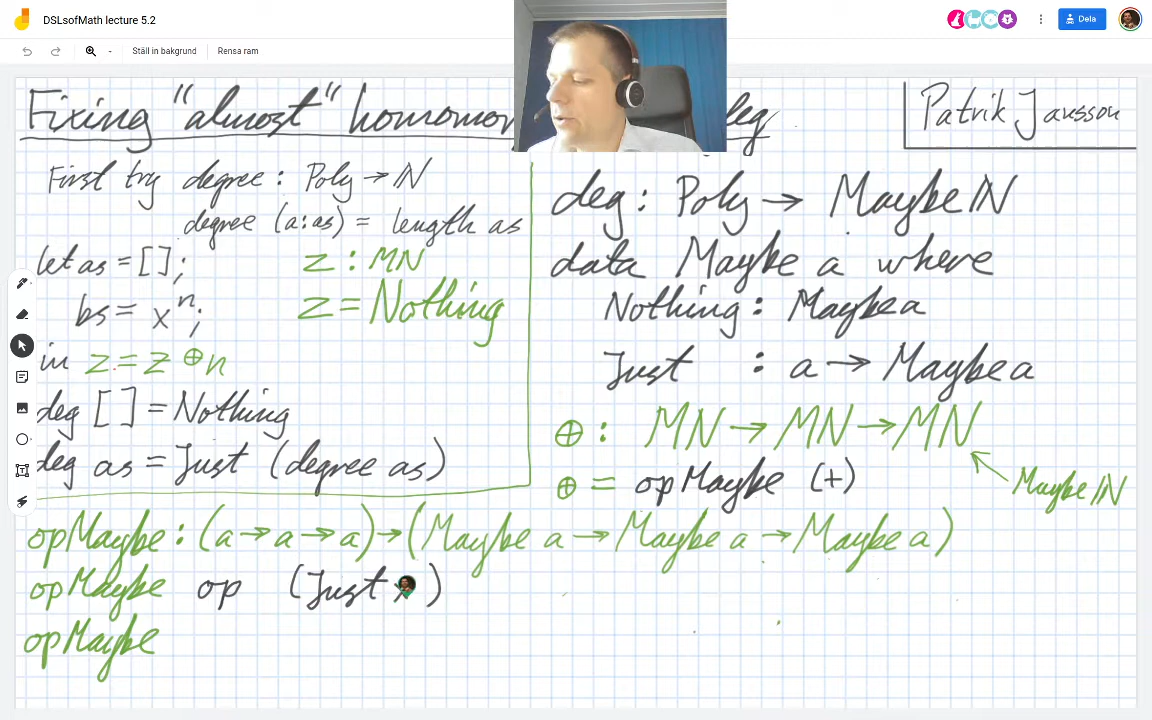 DSLsofMath lecture 5.2
Dela
Ställ in bakgrund
Rensa ram
Fixing "almost" homomor
Patrik Jansson
First try degree : Poly → ℕ
degree (a:as) = length as
let as = [];
bs = xⁿ;
in z = z ⊕ n
z : MN
z = Nothing
deg [] = Nothing
deg as = Just (degree as)
deg : Poly → Maybe ℕ
data Maybe a where
Nothing : Maybe a
Just : a → Maybe a
⊕ : MN → MN → MN
⊕ = opMaybe (+)
Maybe ℕ
opMaybe : (a → a → a) → (Maybe a → Maybe a → Maybe a)
opMaybe op (Just )
opMaybe